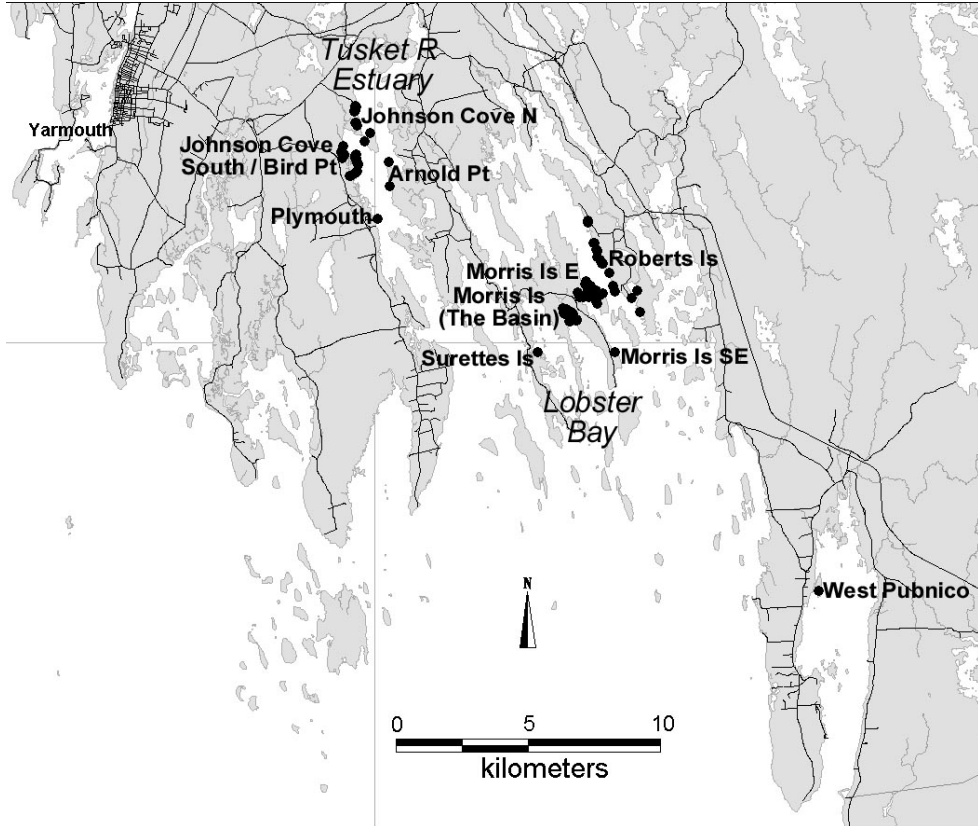 Tusket R
Estuary
Johnson Cove N
Yarmouth
Johnson Cove
South / Bird Pt
Arnold Pt
Plymouth
Roberts Is
Morris Is E
Morris Is
(The Basin)
Surettes Is
Morris Is SE
Lobster
Bay
N
West Pubnico
0 5 10
kilometers